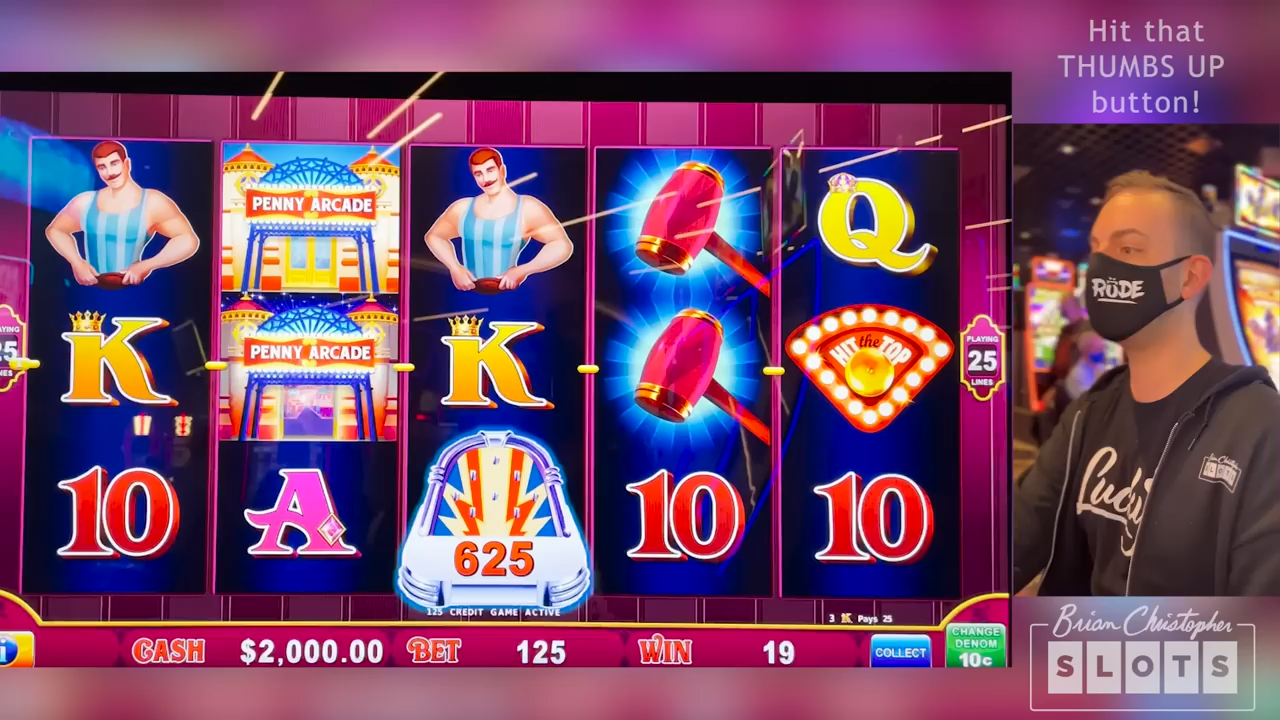 Hit that
THUMBS UP
button!
PENNY ARCADE
Q
PENNY ARCADE
K
K
HIT the TOP
PLAYING
25
LINES
RUDE
10
A
625
10
10
125 CREDIT GAME ACTIVE
3 K Pays 25
CASH $2,000.00 BET 125 WIN 19 COLLECT
CHANGE
DENOM
10¢
Brian Christopher
SLOTS